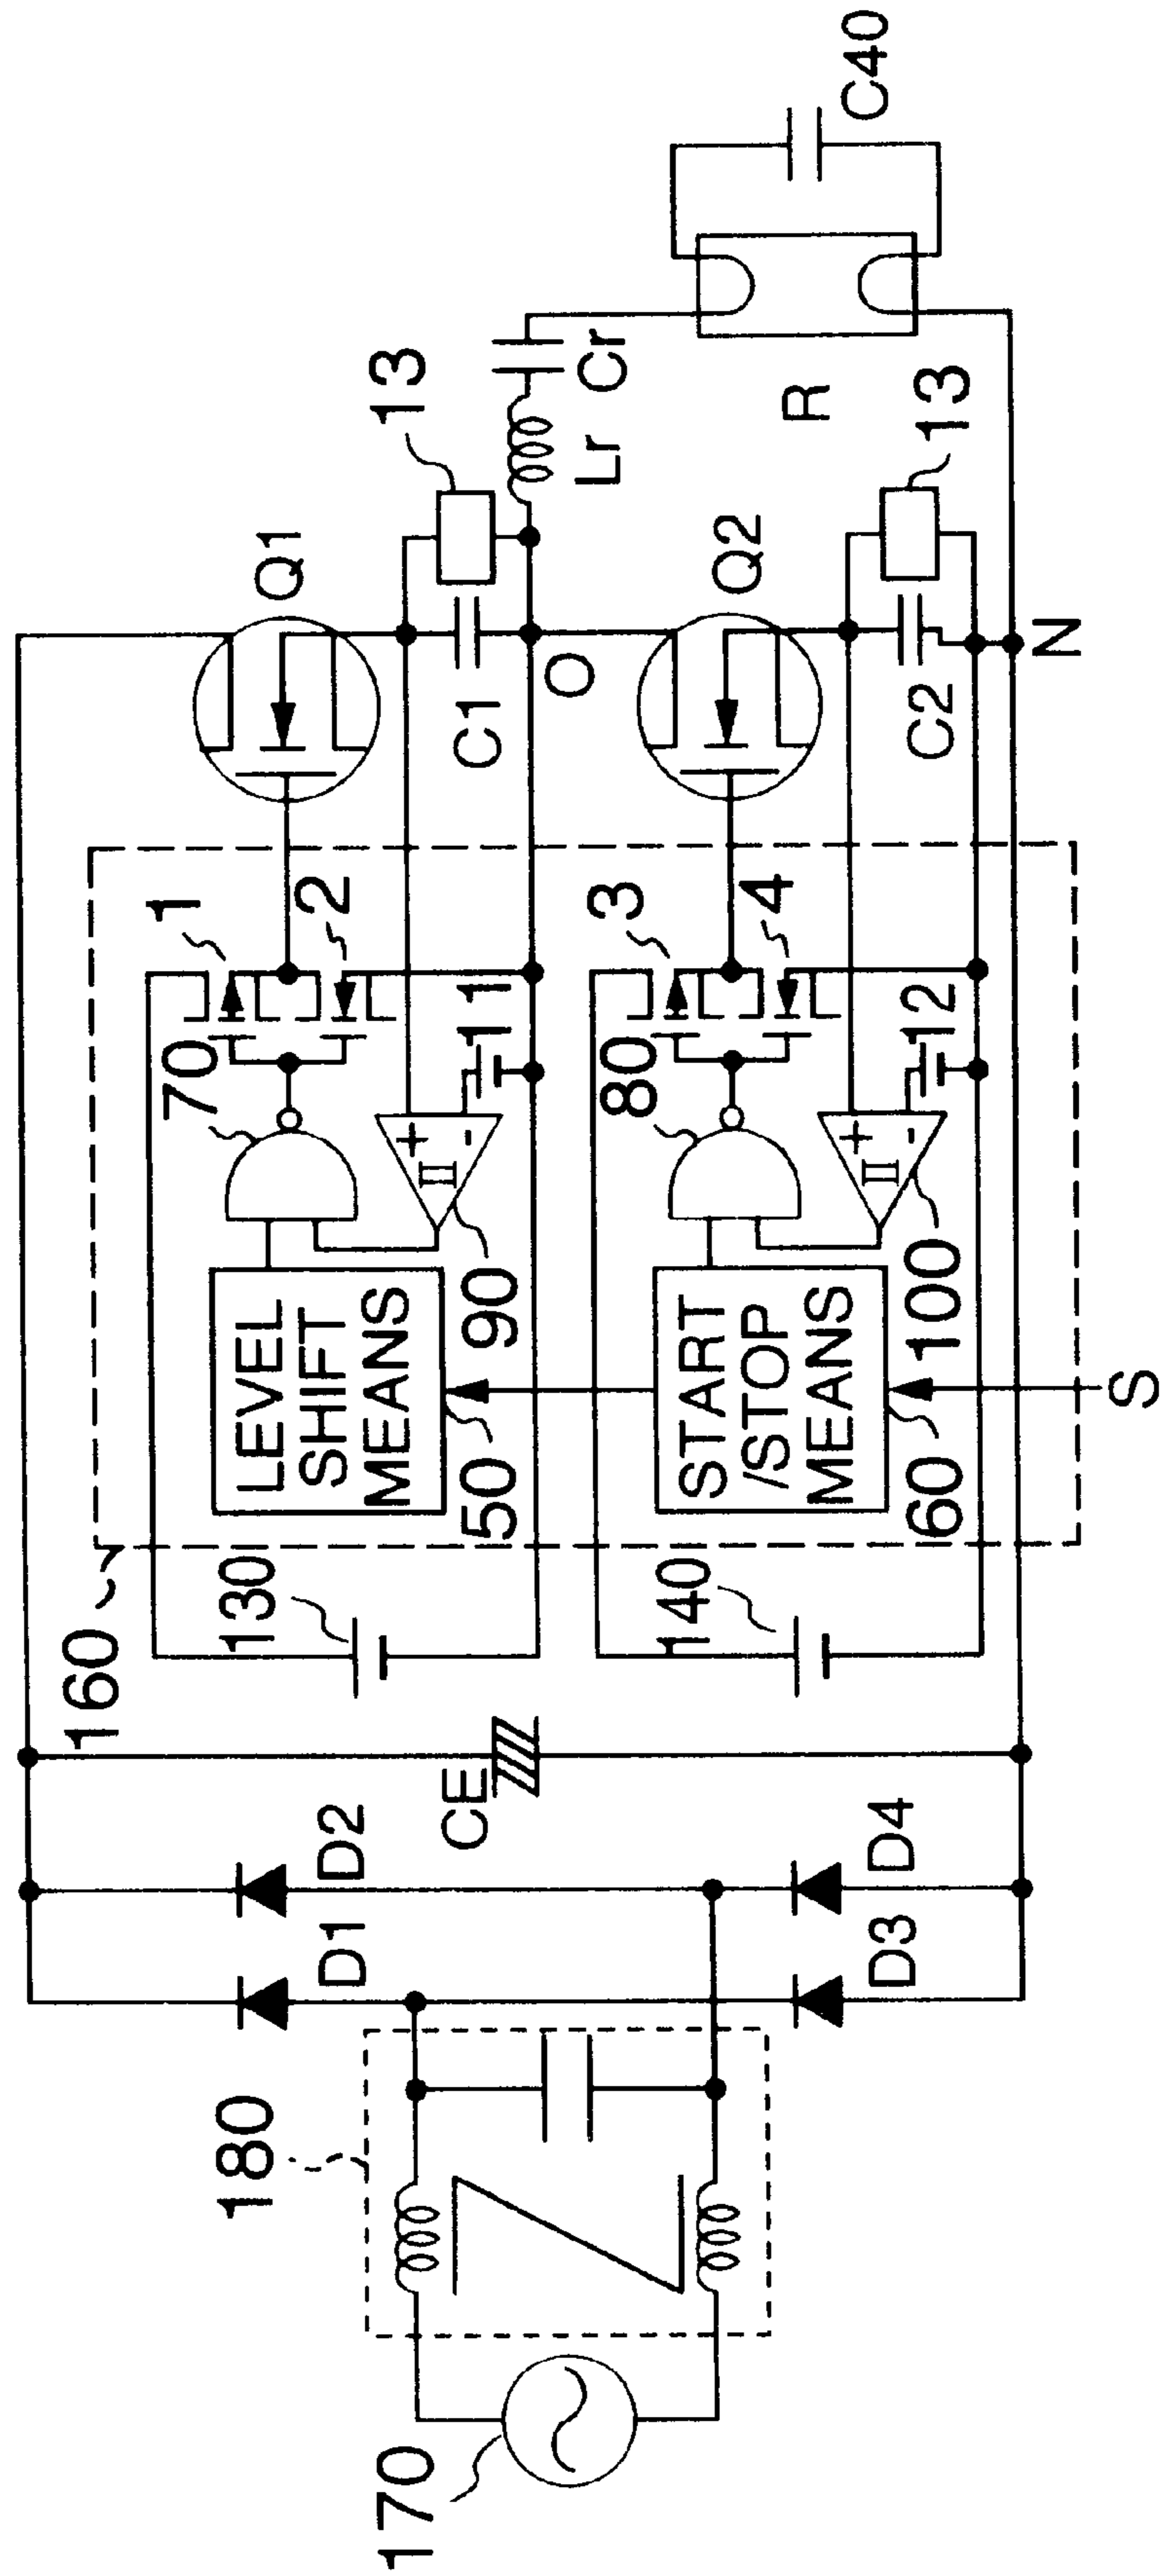 170
180
D1
D2
D3
D4
CE
160
130
140
LEVEL
SHIFT
MEANS
50
START
/STOP
MEANS
60
S
70
+
-
90
11
1
2
80
+
-
100
12
3
4
Q1
C1
O
13
Lr
Cr
Q2
C2
N
13
R
C40